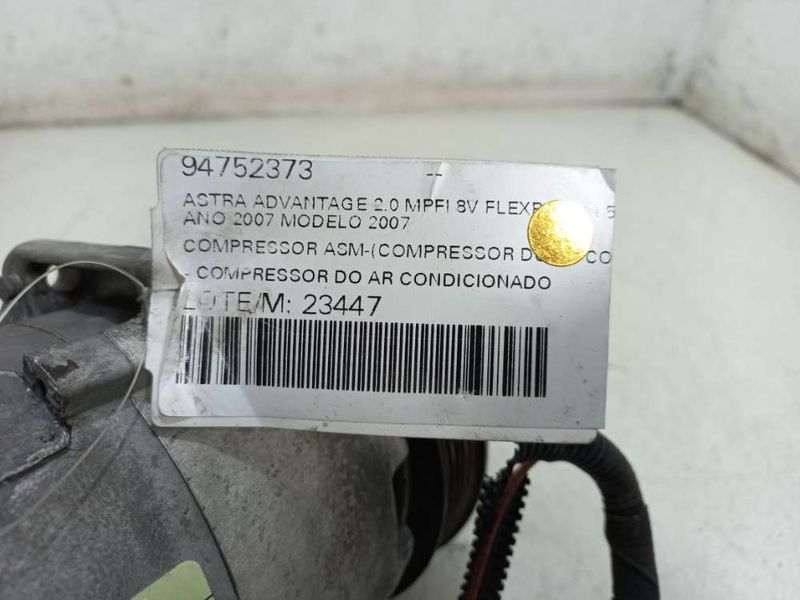 94752373 --
ASTRA ADVANTAGE 2.0 MPFI 8V
ANO 2007 MODELO 2007
COMPRESSOR ASM-(COMPRESSOR
- COMPRESSOR DO AR CONDICIONADO
LOTE/M: 23447